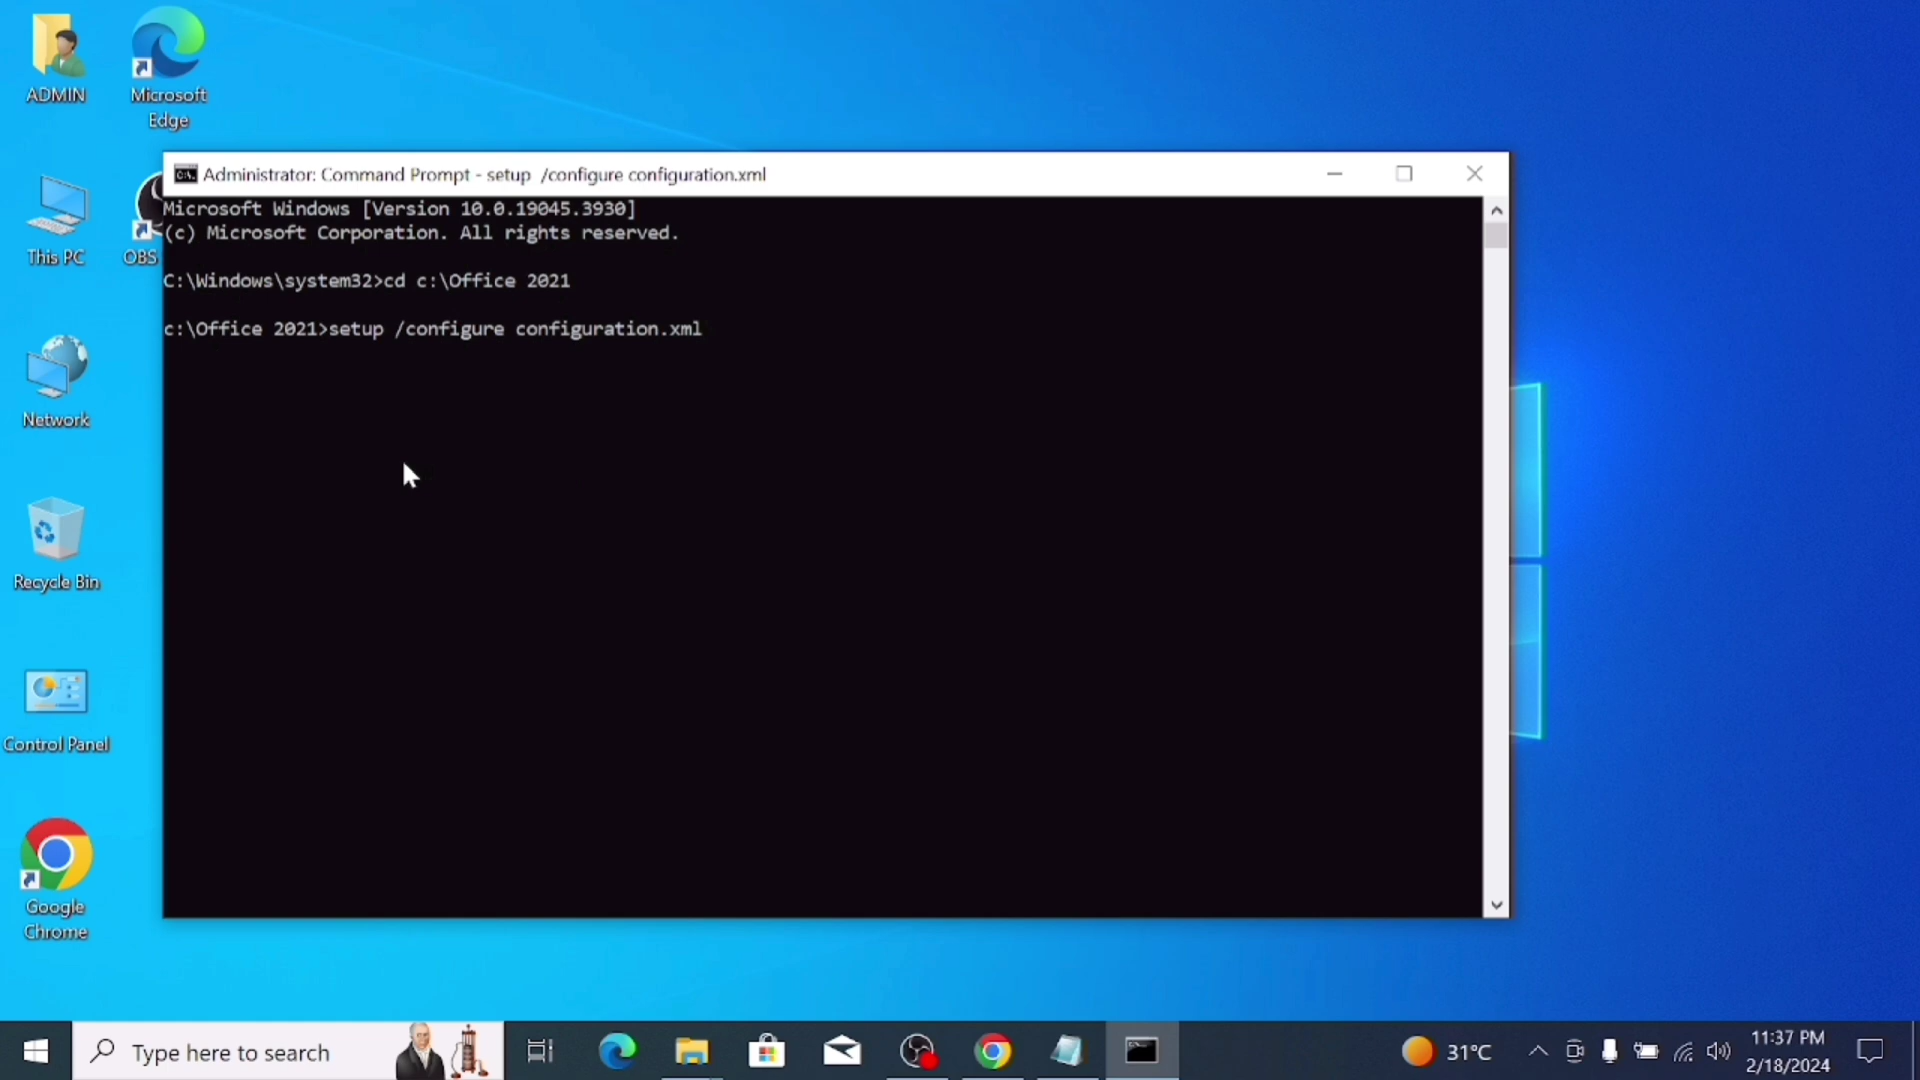 ADMIN
Microsoft
Edge
This PC
OBS
Network
Recycle Bin
Control Panel
Google
Chrome
Administrator: Command Prompt - setup  /configure configuration.xml
Microsoft Windows [Version 10.0.19045.3930]
(c) Microsoft Corporation. All rights reserved.
C:\Windows\system32>cd c:\Office 2021
c:\Office 2021>setup /configure configuration.xml
Type here to search
31°C
11:37 PM
2/18/2024